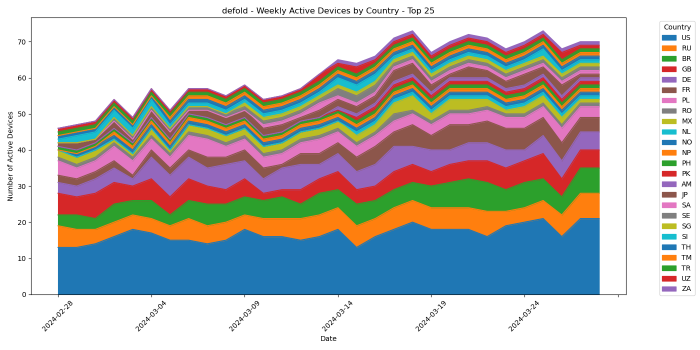 defold - Weekly Active Devices by Country - Top 25
Number of Active Devices
70
60
50
40
30
20
10
0
2024-02-28
2024-03-04
2024-03-09
2024-03-14
2024-03-19
2024-03-24
Date
Country
US
RU
BR
GB
DE
FR
PL
RO
MX
NL
NO
NP
PH
PK
AM
JP
SA
SE
SG
SI
TH
TM
TR
UZ
ZA